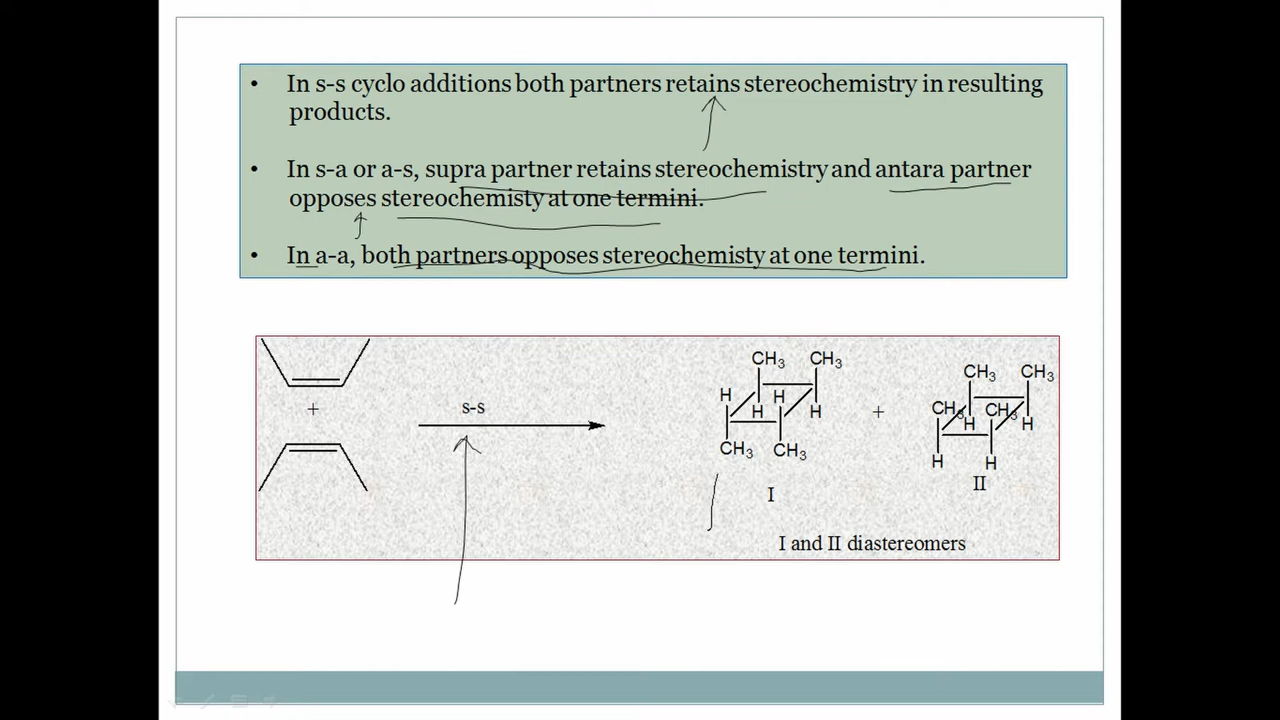 • In s-s cyclo additions both partners retains stereochemistry in resulting
products.
• In s-a or a-s, supra partner retains stereochemistry and antara partner
opposes stereochemisty at one termini.
• In a-a, both partners opposes stereochemisty at one termini.
CH3 CH3
H H
H H
CH3 CH3
I
+
s-s
+
CH3 CH3
CH3 CH3
H H
H H
II
I and II diastereomers